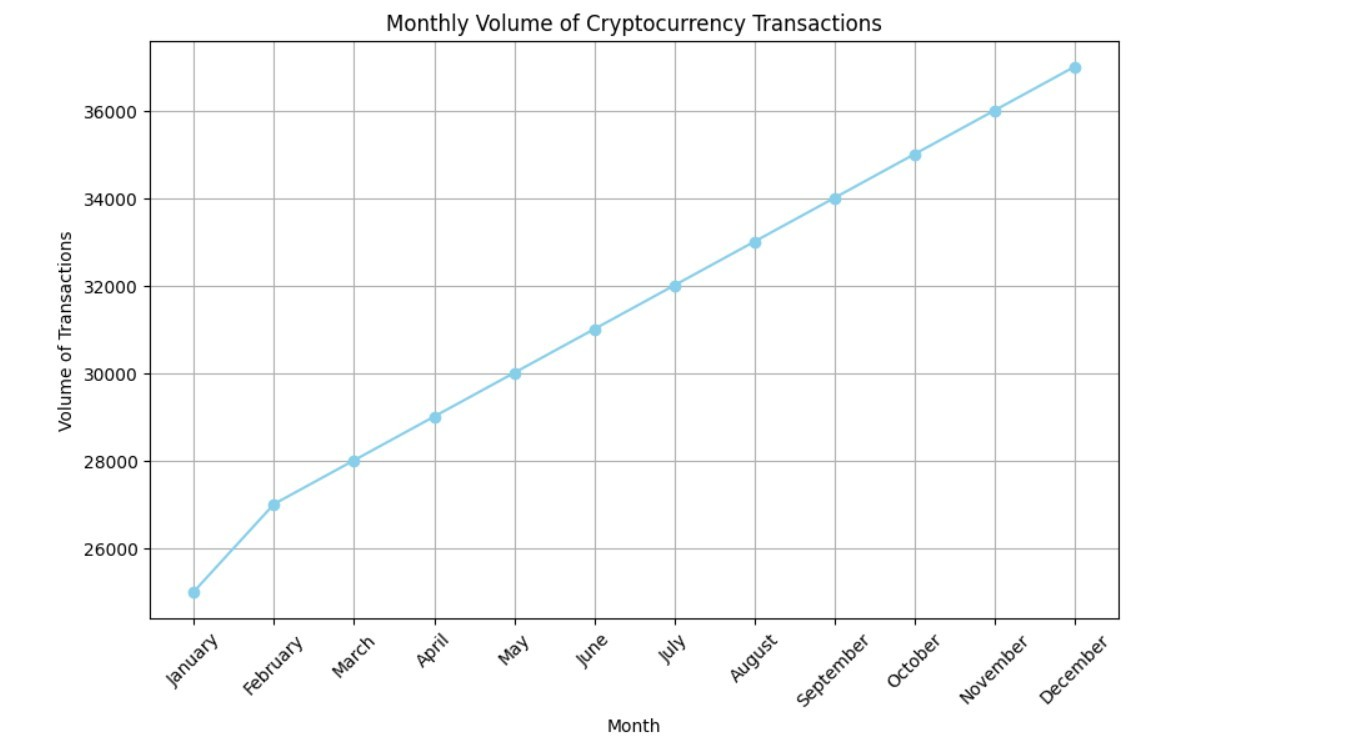 Monthly Volume of Cryptocurrency Transactions
Volume of Transactions
36000
34000
32000
30000
28000
26000
January
February
March
April
May
June
July
August
September
October
November
December
Month